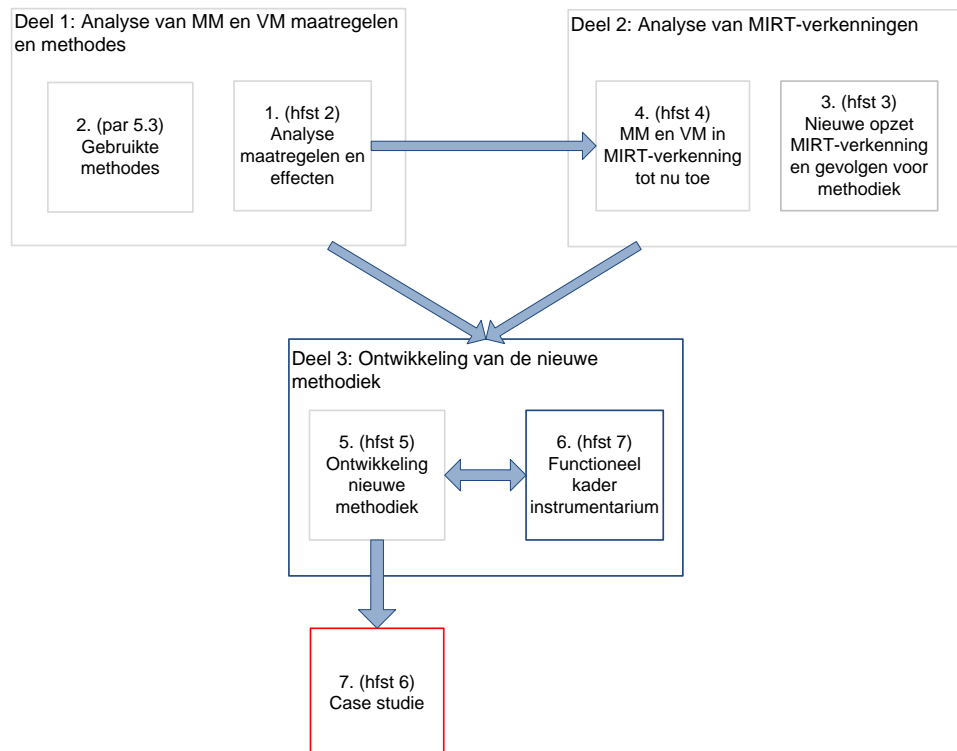 Deel 1: Analyse van MM en VM maatregelen
en methodes
2. (par 5.3)
Gebruikte
methodes
1. (hfst 2)
Analyse
maatregelen en
effecten
Deel 2: Analyse van MIRT-verkenningen
4. (hfst 4)
MM en VM in
MIRT-verkenning
tot nu toe
3. (hfst 3)
Nieuwe opzet
MIRT-verkenning
en gevolgen voor
methodiek
Deel 3: Ontwikkeling van de nieuwe
methodiek
5. (hfst 5)
Ontwikkeling
nieuwe
methodiek
6. (hfst 7)
Functioneel
kader
instrumentarium
7. (hfst 6)
Case studie